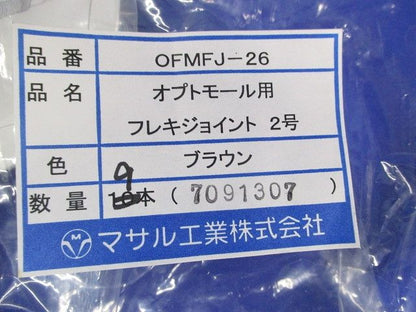 品番 OFMFJ-26
品名 オプトモール用
フレキジョイント 2号
色 ブラウン
数量 9本 (7091307)
M マサル工業株式会社